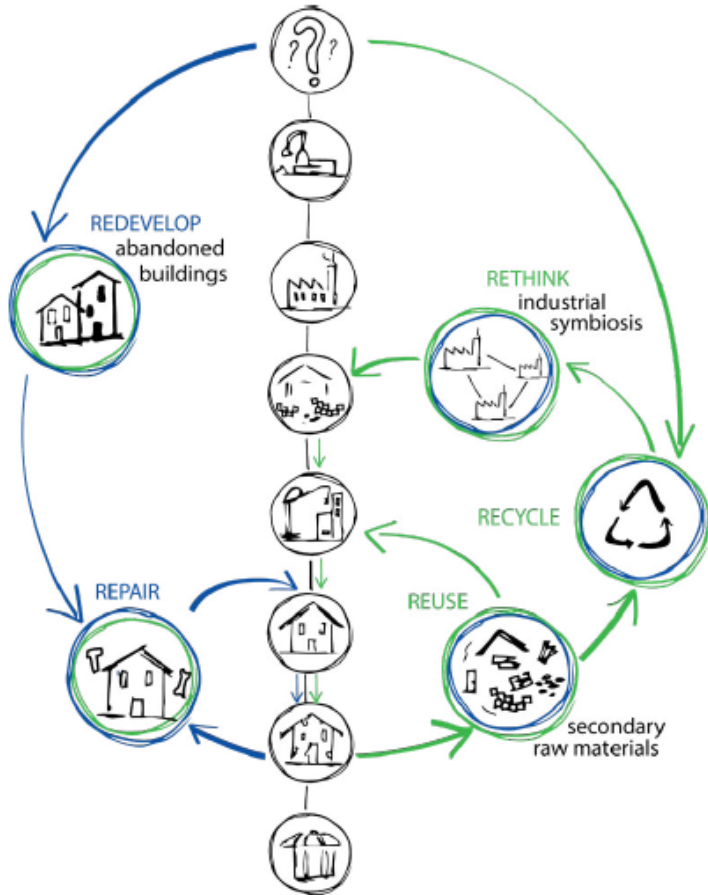 ???
REDEVELOP
abandoned
buildings
RETHINK
industrial
symbiosis
RECYCLE
REPAIR
REUSE
secondary
raw materials